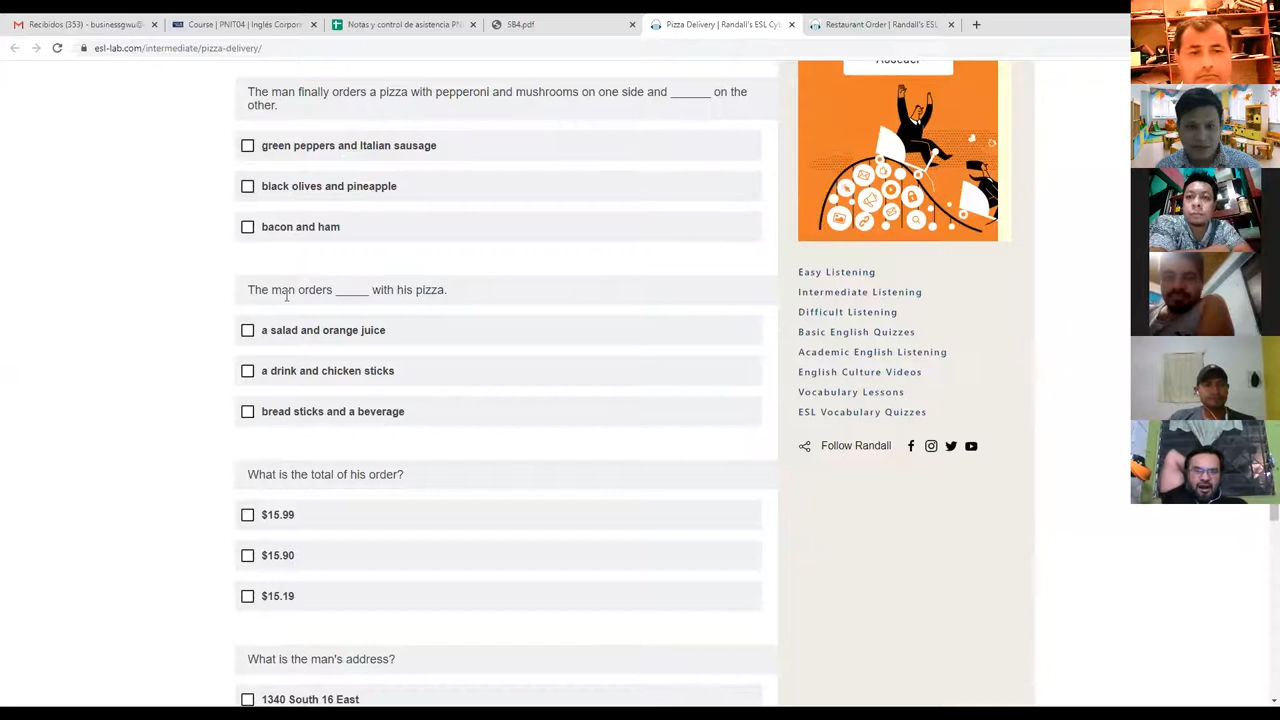 Recibidos (353) - businessgwu@
Course | PNIT04 | Inglés Corpor
Notas y control de asistencia PN
SB4.pdf
Pizza Delivery | Randall's ESL Cy
Restaurant Order | Randall's ESL
esl-lab.com/intermediate/pizza-delivery/
Acceder
The man finally orders a pizza with pepperoni and mushrooms on one side and ______ on the
other.
green peppers and Italian sausage
black olives and pineapple
bacon and ham
The man orders _____ with his pizza.
a salad and orange juice
a drink and chicken sticks
bread sticks and a beverage
What is the total of his order?
$15.99
$15.90
$15.19
What is the man's address?
1340 South 16 East
Easy Listening
Intermediate Listening
Difficult Listening
Basic English Quizzes
Academic English Listening
English Culture Videos
Vocabulary Lessons
ESL Vocabulary Quizzes
Follow Randall